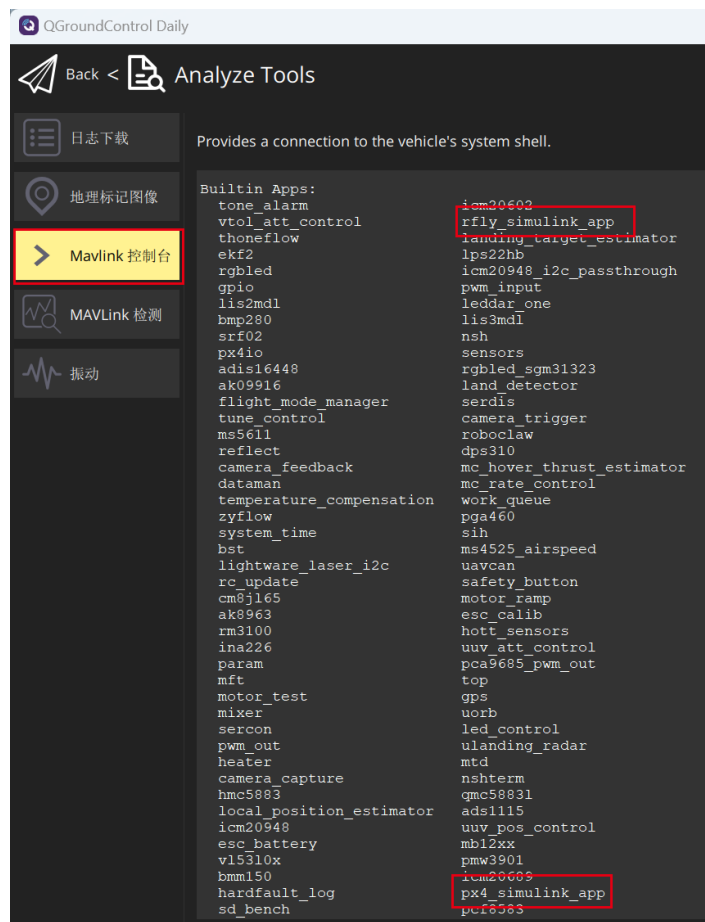 QGroundControl Daily
Back < Analyze Tools
日志下载
地理标记图像
Mavlink 控制台
MAVLink 检测
振动
Provides a connection to the vehicle's system shell.
Builtin Apps:
tone_alarm icm20602
vtol_att_control rfly_simulink_app
thoneflow landing_target_estimator
ekf2 lps22hb
rgbled icm20948_i2c_passthrough
gpio pwm_input
lis2mdl leddar_one
bmp280 lis3mdl
srf02 nsh
px4io sensors
adis16448 rgbled_sgm31323
ak09916 land_detector
flight_mode_manager serdis
tune_control camera_trigger
ms5611 roboclaw
reflect dps310
camera_feedback mc_hover_thrust_estimator
dataman mc_rate_control
temperature_compensation work_queue
zyflow pga460
system_time sih
bst ms4525_airspeed
lightware_laser_i2c uavcan
rc_update safety_button
cm8jl65 motor_ramp
ak8963 esc_calib
rm3100 hott_sensors
ina226 uuv_att_control
param pca9685_pwm_out
mft top
motor_test gps
mixer uorb
sercon led_control
pwm_out ulanding_radar
heater mtd
camera_capture nshterm
hmc5883 qmc5883l
local_position_estimator ads1115
icm20948 uuv_pos_control
esc_battery mb12xx
vl53l0x pmw3901
bmm150 icm20689
hardfault_log px4_simulink_app
sd_bench pcf8583